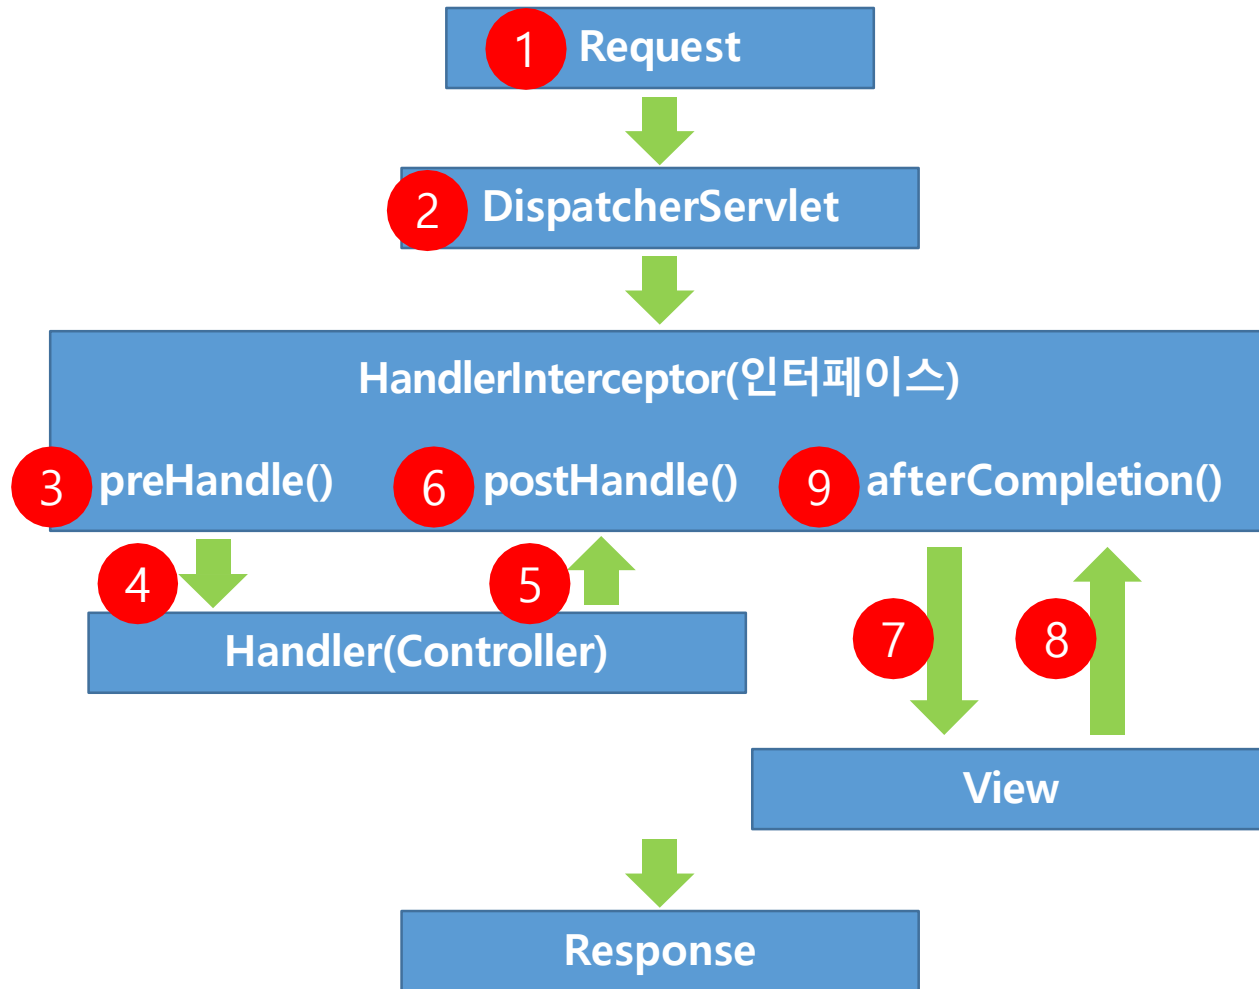 1 Request
2 DispatcherServlet
HandlerInterceptor(인터페이스)
3 preHandle() 6 postHandle() 9 afterCompletion()
4 5
7 8
Handler(Controller)
View
Response